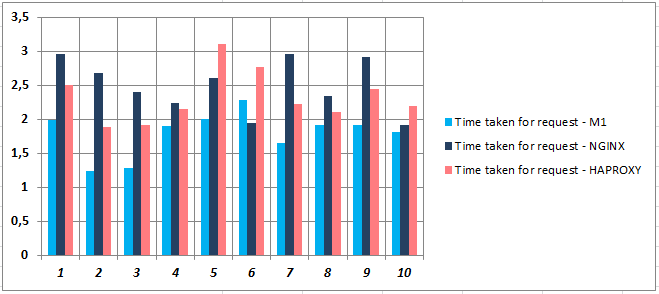 3,5
3
2,5
2
1,5
1
0,5
0
1 2 3 4 5 6 7 8 9 10
Time taken for request - M1
Time taken for request - NGINX
Time taken for request - HAPROXY